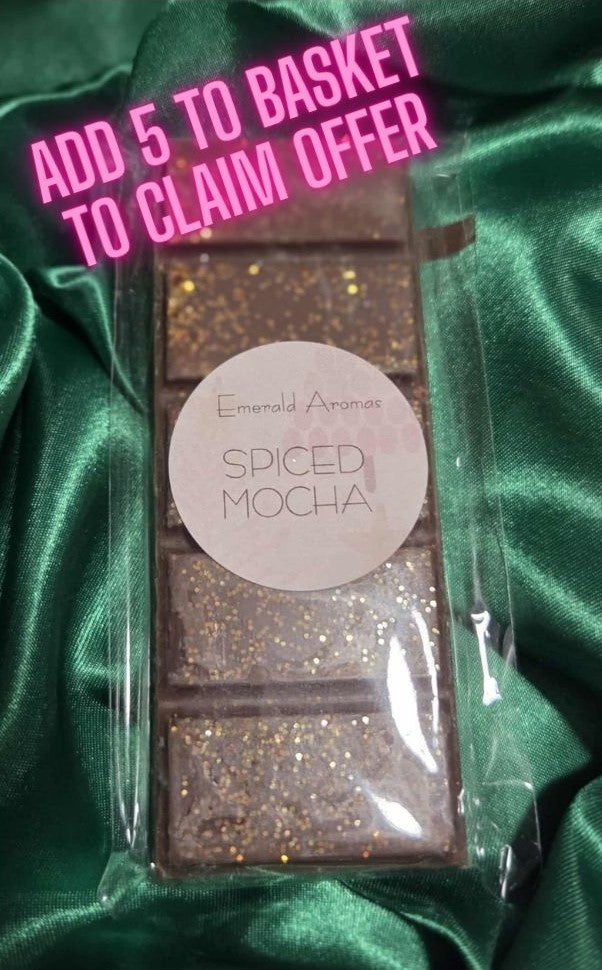 ADD 5 TO BASKET
TO CLAIM OFFER
Emerald Aromas
SPICED
MOCHA